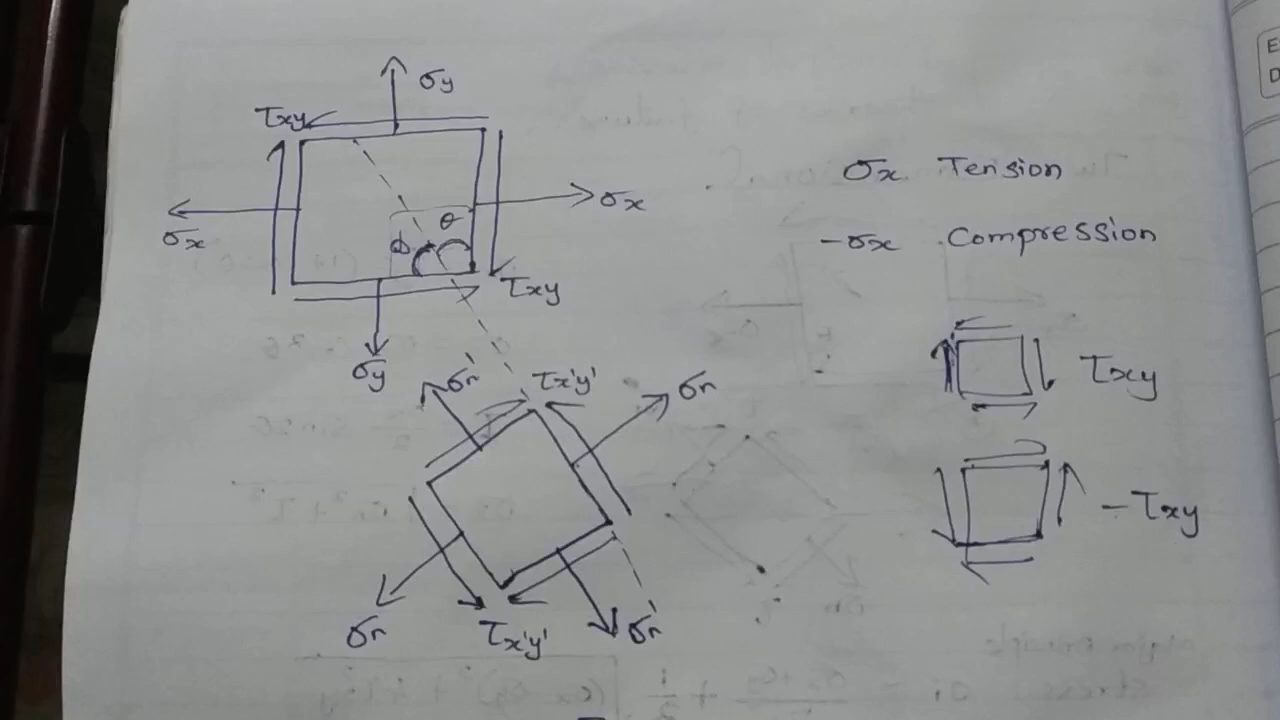 σy
τxy
σx
σx
θ
ϕ
τxy
σy
σn'
τx'y'
σn
σn
τx'y'
σn'
σx Tension
-σx Compression
τxy
-τxy
E
D